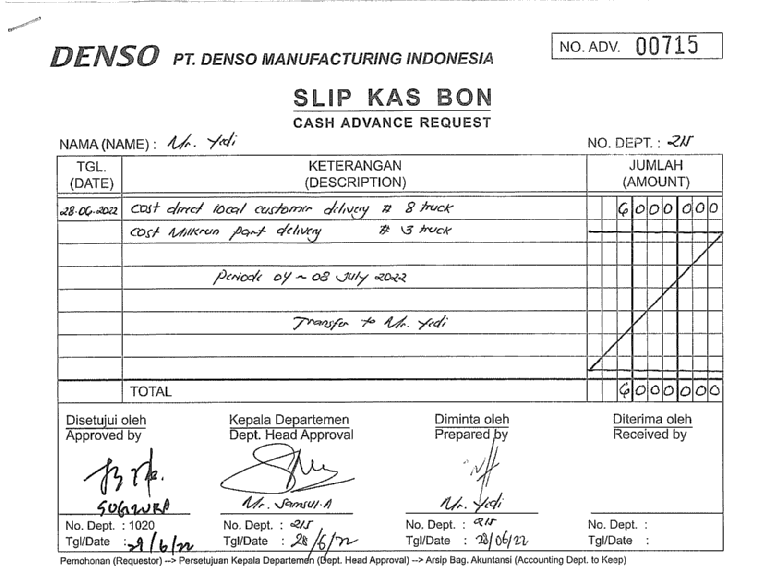 DENSO PT. DENSO MANUFACTURING INDONESIA
NO. ADV. 00715
SLIP KAS BON
CASH ADVANCE REQUEST
NAMA (NAME) : Mr. Yedi
NO. DEPT. : 215
TGL. (DATE)
KETERANGAN (DESCRIPTION)
JUMLAH (AMOUNT)
28.06.2022 Cost direct local customer delivery # 8 truck 6000000
Cost Milkrun part delivery # 3 truck
Periode 04 ~ 08 July 2022
Transfer to Mr. Yedi
TOTAL 6000000
Disetujui oleh Kepala Departemen Diminta oleh Diterima oleh
Approved by Dept. Head Approval Prepared by Received by
SUGIURA Mr. Samsul.A Mr. Yedi
No. Dept. : 1020 No. Dept. : 215 No. Dept. : 215 No. Dept. :
Tgl/Date : 29/6/22 Tgl/Date : 28/6/22 Tgl/Date : 28/06/22 Tgl/Date :
Pemohonan (Requestor) --> Persetujuan Kepala Departemen (Dept. Head Approval) --> Arsip Bag. Akuntansi (Accounting Dept. to Keep)